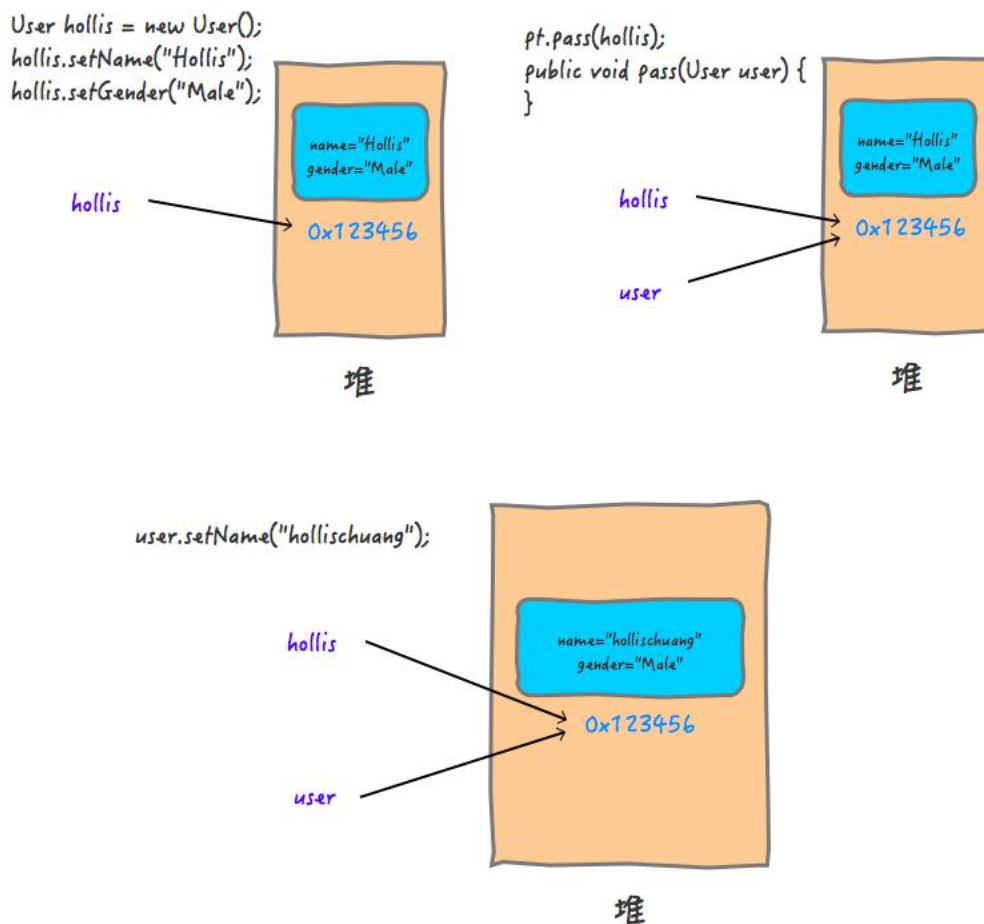 User hollis = new User();
hollis.setName("Hollis");
hollis.setGender("Male");
name="Hollis"
gender="Male"
hollis
0x123456
堆
pt.pass(hollis);
public void pass(User user) {
}
name="Hollis"
gender="Male"
hollis
0x123456
user
堆
user.setName("hollischuang");
name="hollischuang"
gender="Male"
hollis
0x123456
user
堆